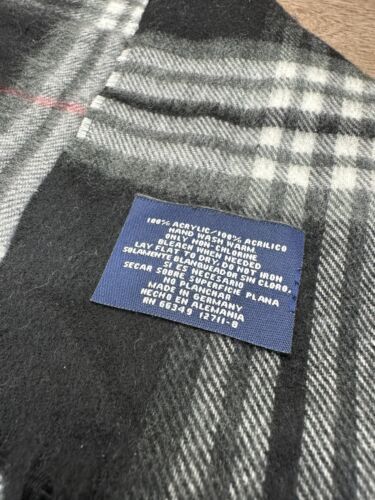 100% ACRYLIC/100% ACRILICO
HAND WASH WARM
ONLY NON-CHLORINE
BLEACH WHEN NEEDED
LAY FLAT TO DRY. DO NOT IRON
SOLAMENTE BLANQUEADOR SIN CLORO,
SI ES NECESARIO
SECAR SOBRE SUPERFICIE PLANA
NO PLANCHAR
MADE IN GERMANY
HECHO EN ALEMANIA
RN 66349 12711-B